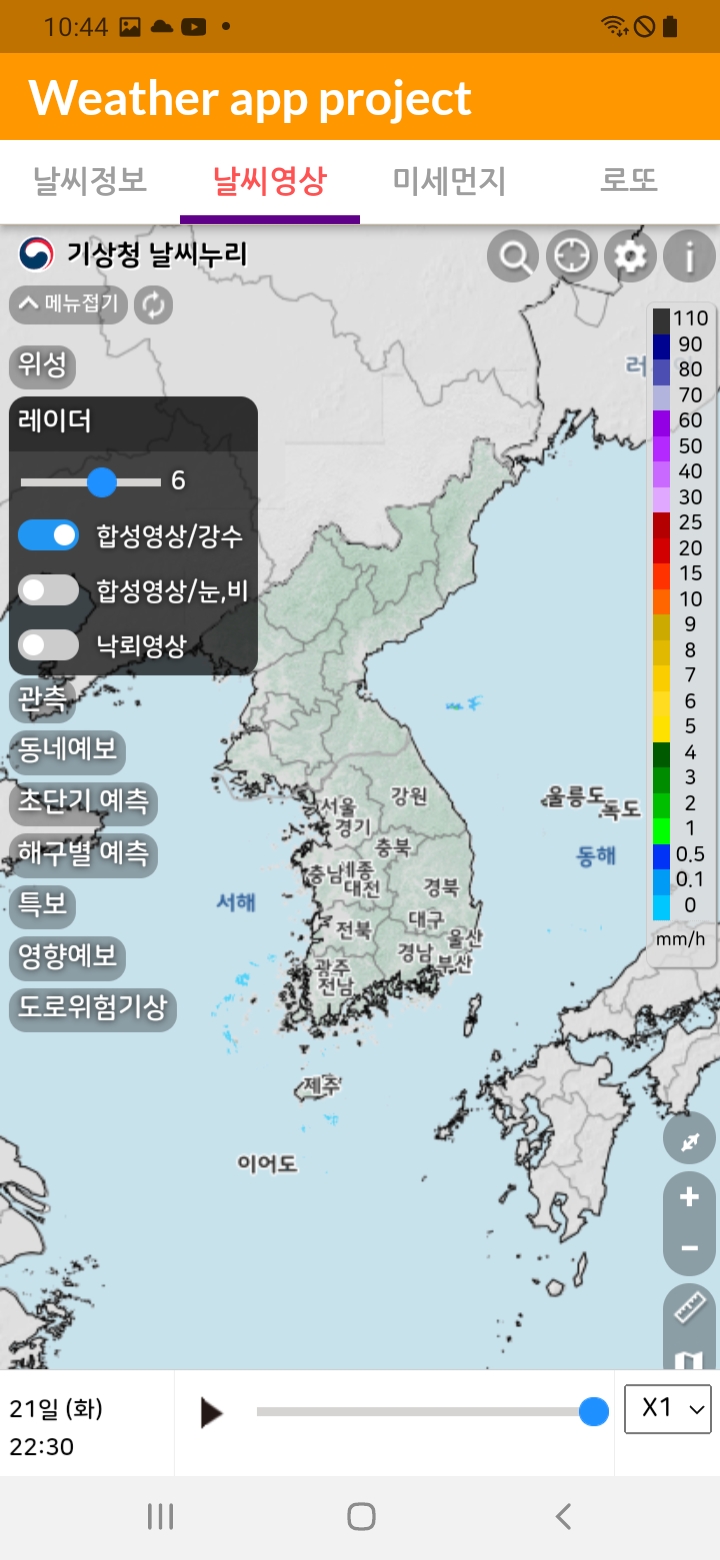 10:44
Weather app project
날씨정보 날씨영상 미세먼지 로또
기상청 날씨누리
메뉴접기
위성
레이더
6
합성영상/강수
합성영상/눈,비
낙뢰영상
관측
동네예보
초단기 예측
해구별 예측
특보
영향예보
도로위험기상
110
90
80
70
60
50
40
30
25
20
15
10
9
8
7
6
5
4
3
2
1
0.5
0.1
0
mm/h
서울
경기
강원
충북
충남
세종
대전
경북
대구
전북
경남
울산
부산
광주
전남
제주
이어도
서해
동해
울릉도
독도
21일 (화)
22:30
X1